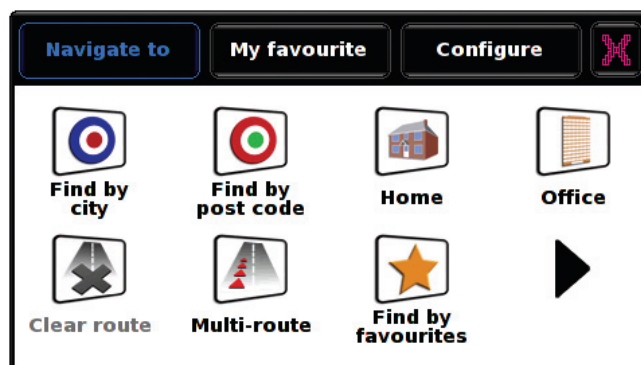 Navigate to My favourite Configure
Find by city
Find by post code
Home
Office
Clear route
Multi-route
Find by favourites